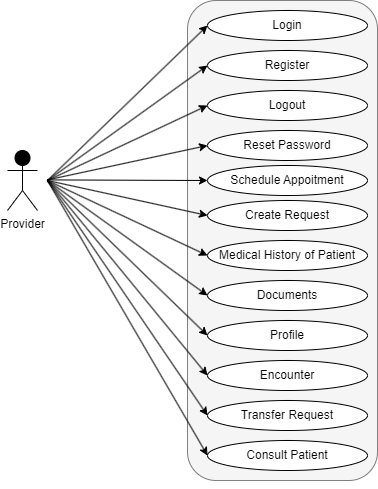 Login
Register
Logout
Reset Password
Schedule Appoitment
Create Request
Provider
Medical History of Patient
Documents
Profile
Encounter
Transfer Request
Consult Patient